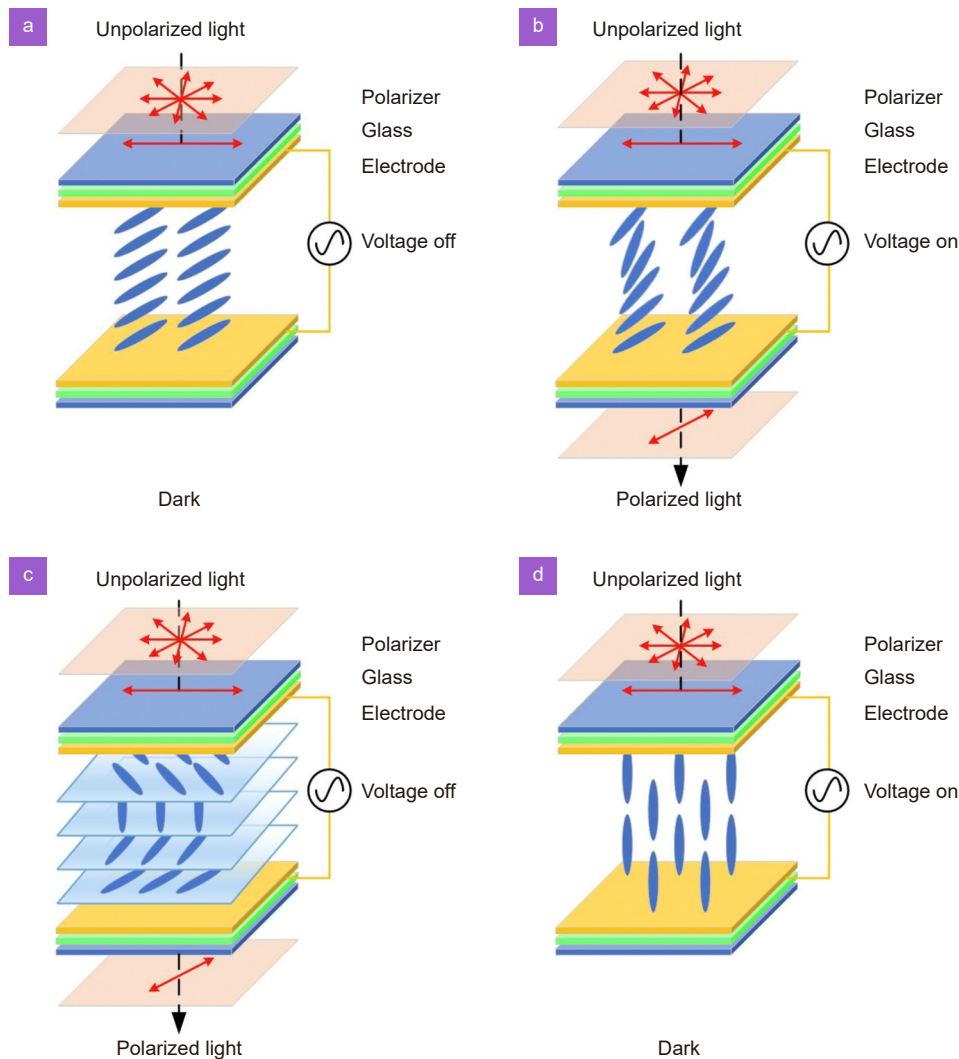 a
Unpolarized light
Polarizer
Glass
Electrode
Voltage off
Dark
b
Unpolarized light
Polarizer
Glass
Electrode
Voltage on
Polarized light
c
Unpolarized light
Polarizer
Glass
Electrode
Voltage off
Polarized light
d
Unpolarized light
Polarizer
Glass
Electrode
Voltage on
Dark